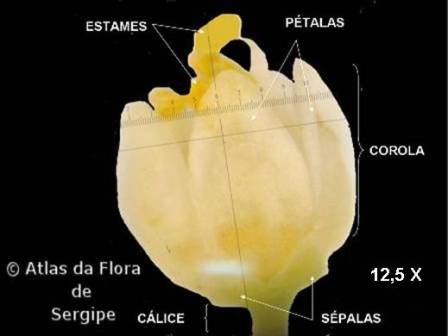 ESTAMES
PÉTALAS
COROLA
© Atlas da Flora
de
Sergipe
12,5 X
CÁLICE
SÉPALAS